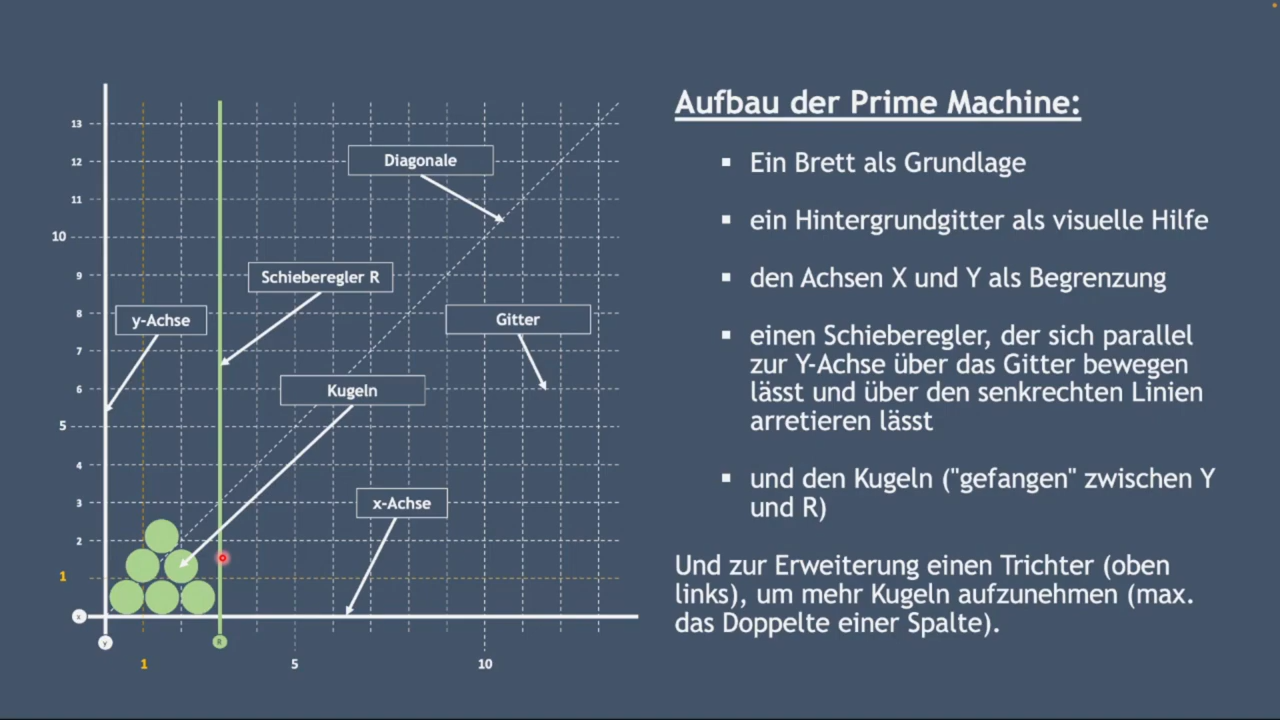 Aufbau der Prime Machine:
▪ Ein Brett als Grundlage
▪ ein Hintergrundgitter als visuelle Hilfe
▪ den Achsen X und Y als Begrenzung
▪ einen Schieberegler, der sich parallel
zur Y-Achse über das Gitter bewegen
lässt und über den senkrechten Linien
arretieren lässt
▪ und den Kugeln ("gefangen" zwischen Y
und R)
Und zur Erweiterung einen Trichter (oben
links), um mehr Kugeln aufzunehmen (max.
das Doppelte einer Spalte).
13
12
11
10
9
8
7
6
5
4
3
2
1
Diagonale
Schieberegler R
y-Achse
Gitter
Kugeln
x-Achse
X
Y
R
1
5
10